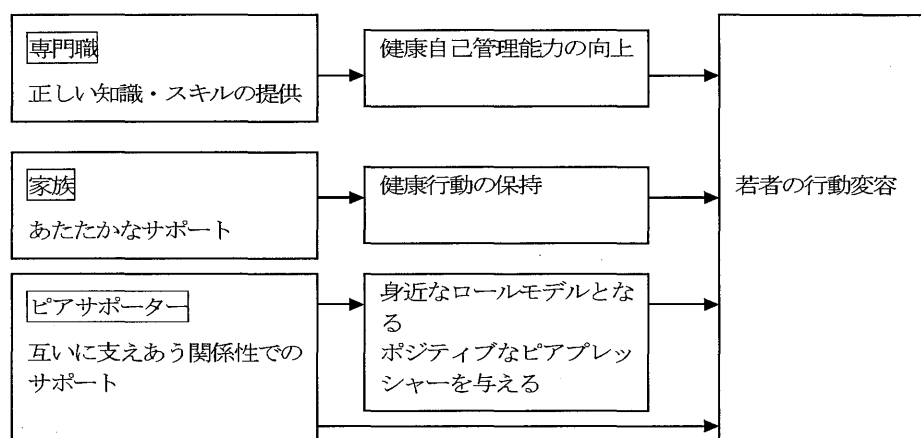 専門職
正しい知識・スキルの提供
健康自己管理能力の向上
家族
あたたかなサポート
健康行動の保持
若者の行動変容
ピアサポーター
互いに支えあう関係性での
サポート
身近なロールモデルとな
る
ポジティブなピアプレッ
シャーを与える